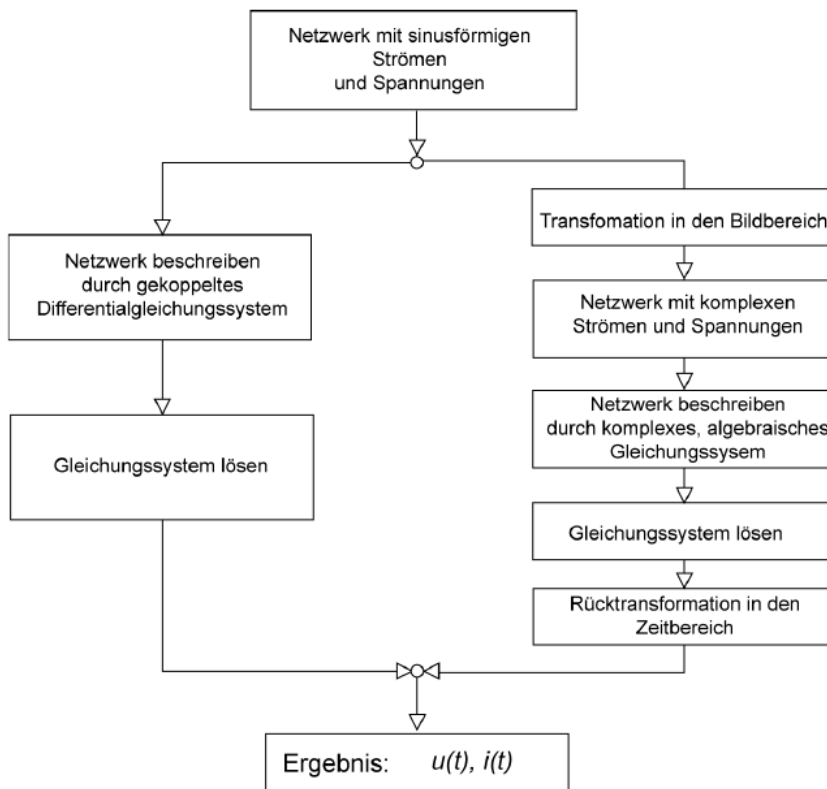 Netzwerk mit sinusförmigen
Strömen
und Spannungen
Netzwerk beschreiben
durch gekoppeltes
Differentialgleichungssystem
Gleichungssystem lösen
Transfomation in den Bildbereich
Netzwerk mit komplexen
Strömen und Spannungen
Netzwerk beschreiben
durch komplexes, algebraisches
Gleichungssysem
Gleichungssystem lösen
Rücktransformation in den
Zeitbereich
Ergebnis: u(t), i(t)